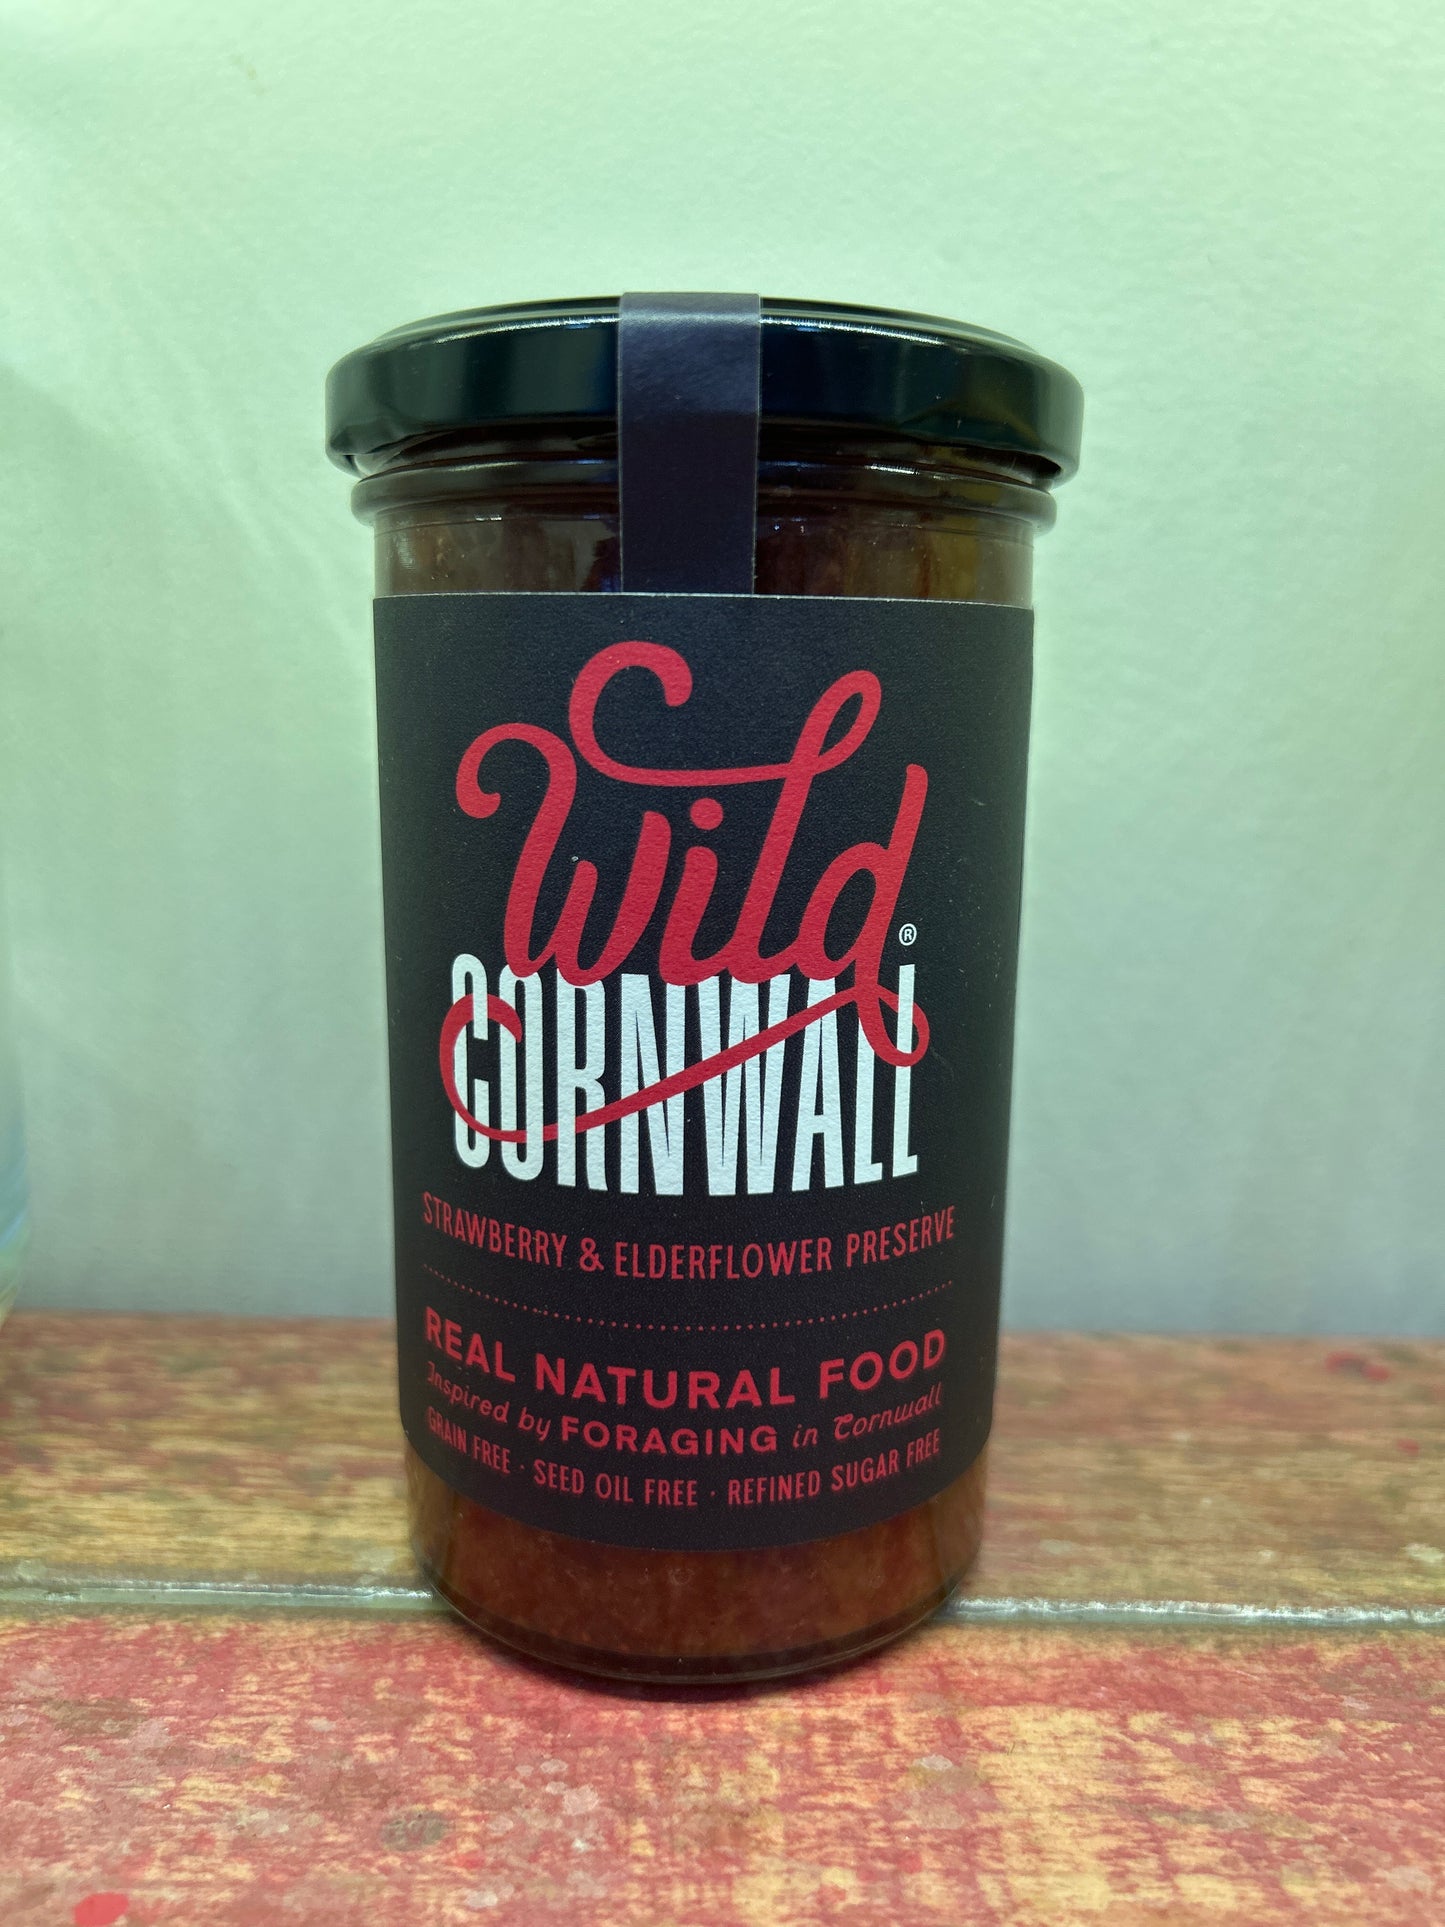 Wild
®
CORNWALL
STRAWBERRY & ELDERFLOWER PRESERVE
REAL NATURAL FOOD
Inspired by FORAGING in Cornwall
GRAIN FREE · SEED OIL FREE · REFINED SUGAR FREE